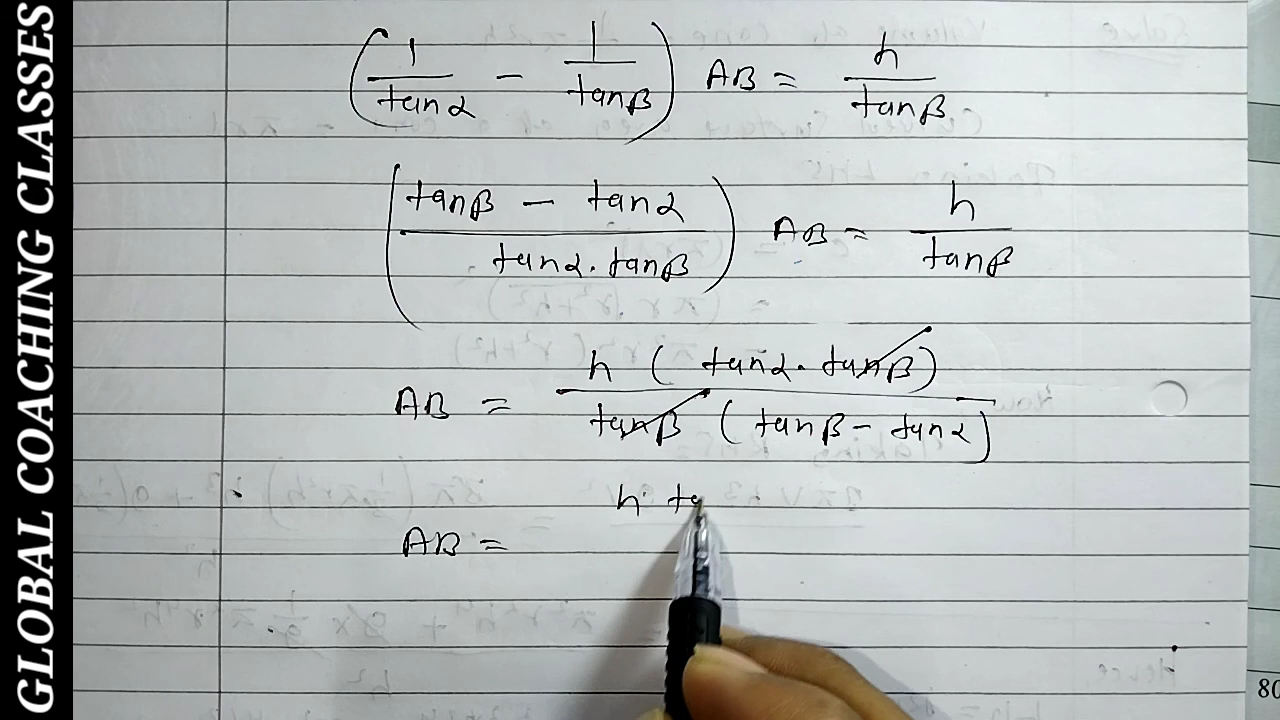 GLOBAL COACHING CLASSES
(1/tanα - 1/tanβ) AB = h/tanβ
(tanβ - tanα / tanα . tanβ) AB = h/tanβ
AB = h (tanα . tanβ) / tanβ (tanβ - tanα)
h. ta
AB =
80